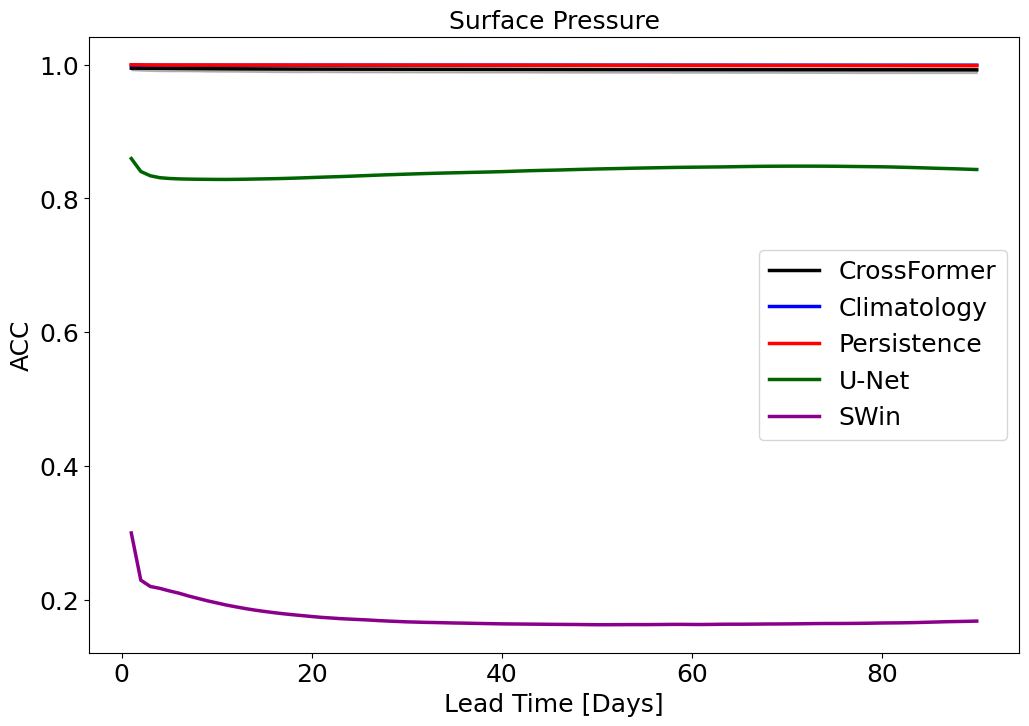 Surface Pressure
ACC
1.0
0.8
0.6
0.4
0.2
CrossFormer
Climatology
Persistence
U-Net
SWin
0 20 40 60 80
Lead Time [Days]